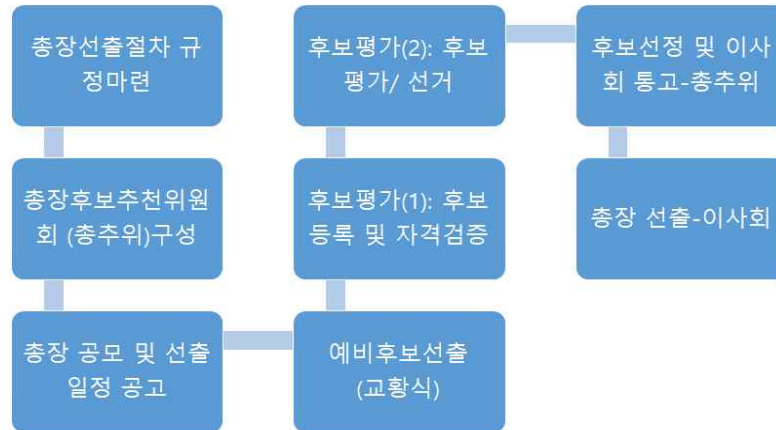 총장선출절차 규
정마련
총장후보추천위원
회 (총추위)구성
총장 공모 및 선출
일정 공고
예비후보선출
(교황식)
후보평가(1): 후보
등록 및 자격검증
후보평가(2): 후보
평가/ 선거
후보선정 및 이사
회 통고-총추위
총장 선출-이사회